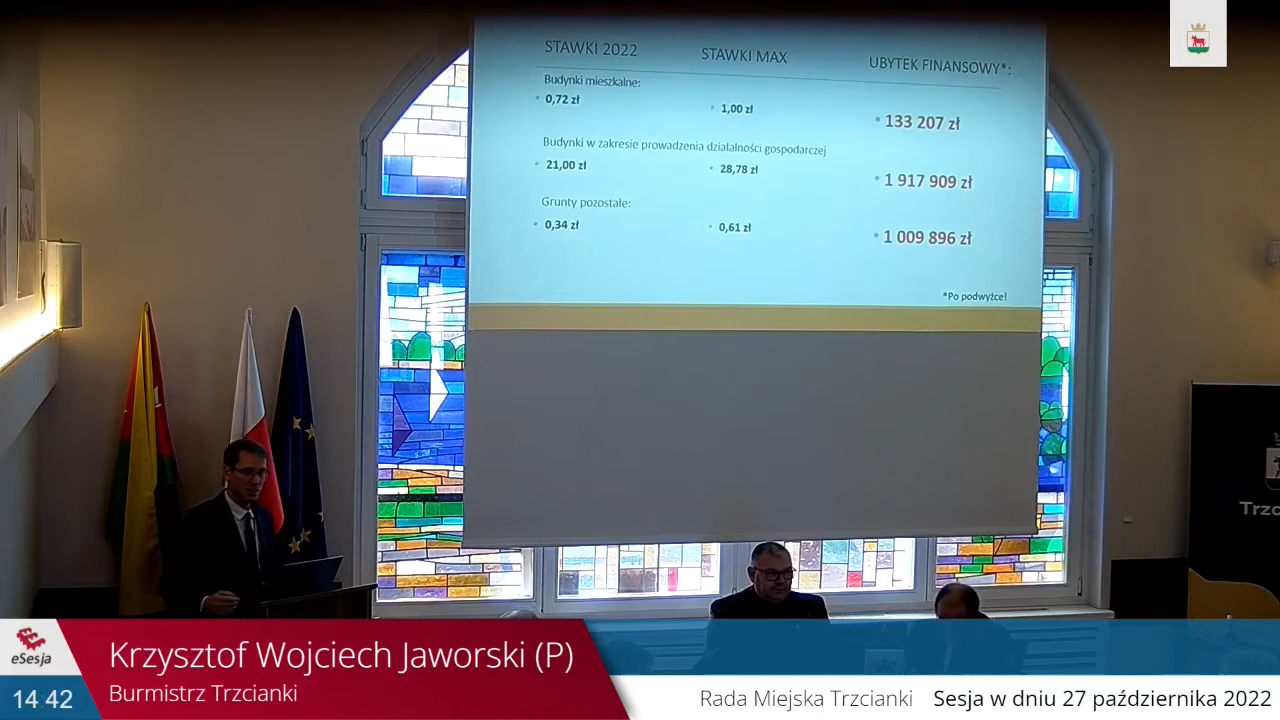 STAWKI 2022
STAWKI MAX
UBYTEK FINANSOWY*:
Budynki mieszkalne:
• 0,72 zł
• 1,00 zł
• 133 207 zł
Budynki w zakresie prowadzenia działalności gospodarczej
• 21,00 zł
• 28,78 zł
• 1 917 909 zł
Grunty pozostałe:
• 0,34 zł
• 0,61 zł
• 1 009 896 zł
*Po podwyżce!
Trzc
eSesja
14:42
Krzysztof Wojciech Jaworski (P)
Burmistrz Trzcianki
Rada Miejska Trzcianki
Sesja w dniu 27 października 2022